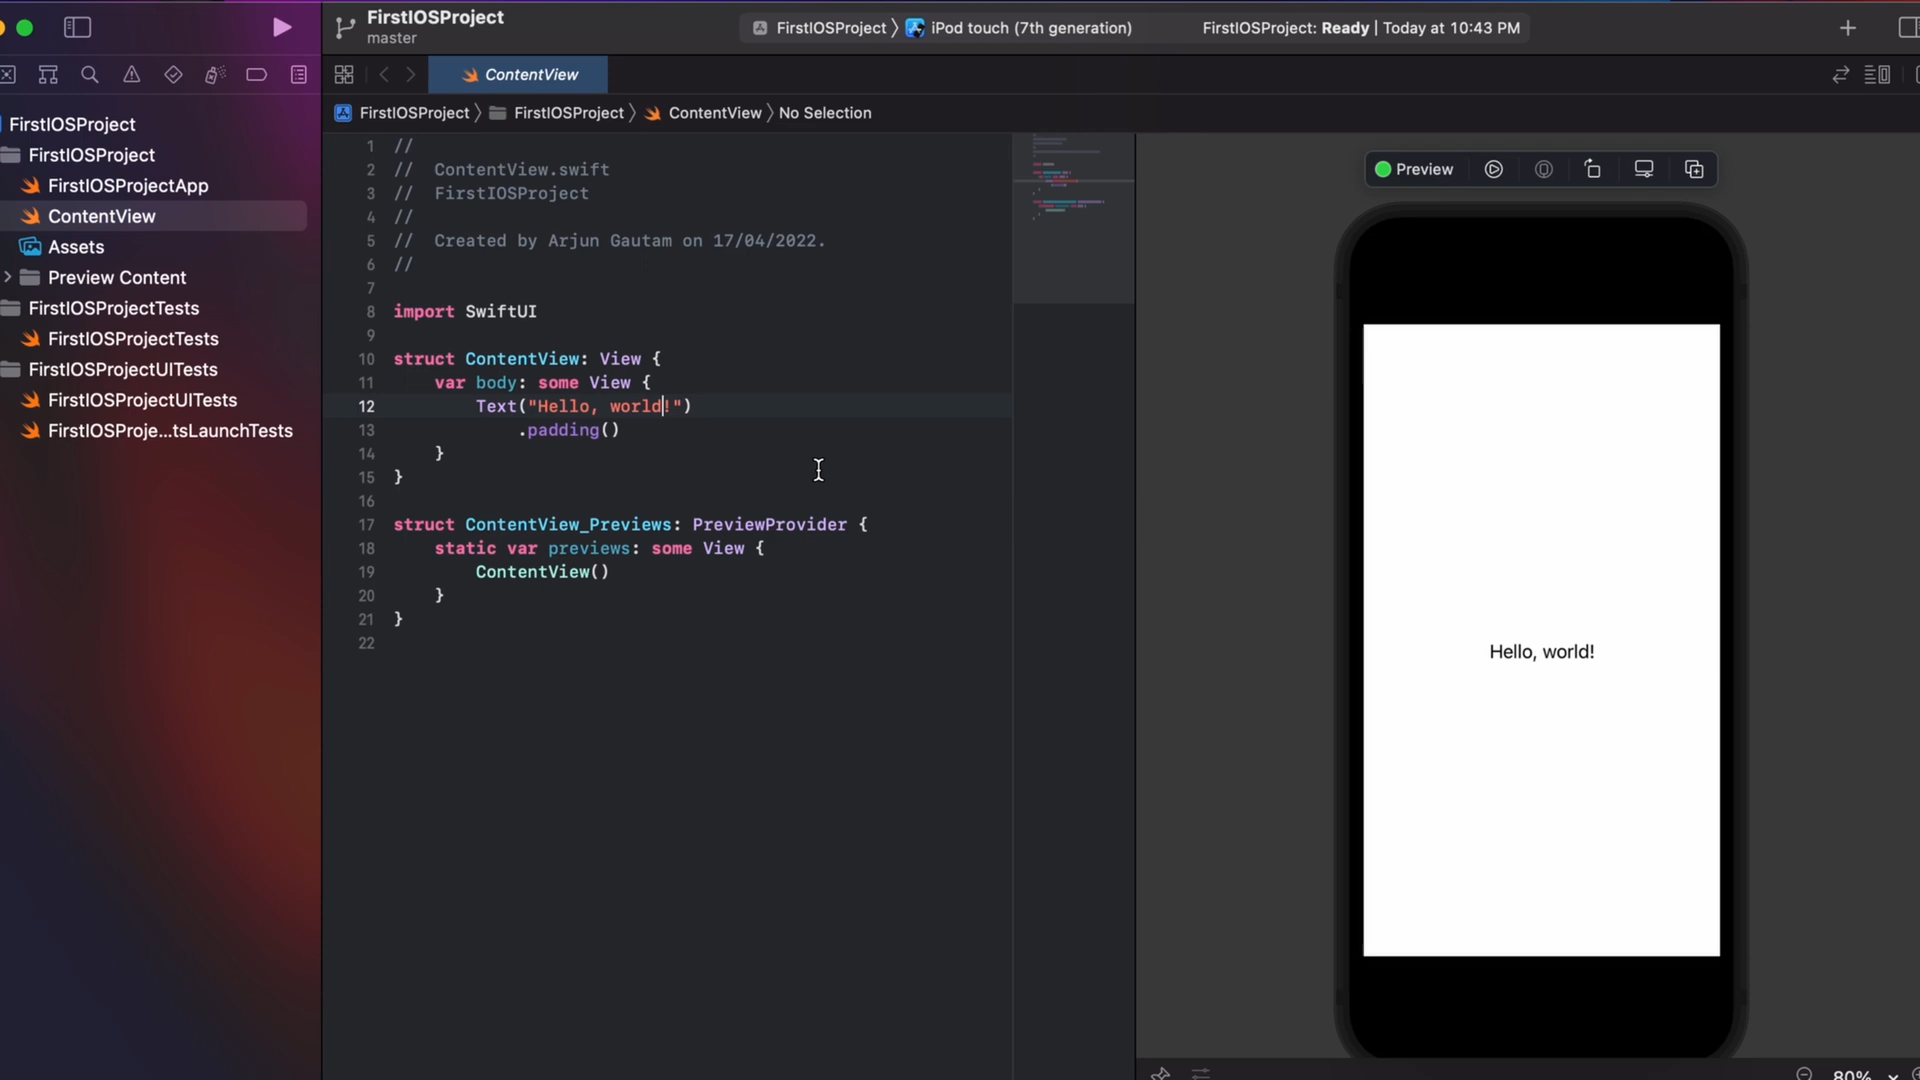 FirstIOSProject
master
FirstIOSProject 〉 iPod touch (7th generation)
FirstIOSProject: Ready | Today at 10:43 PM
ContentView
FirstIOSProject 〉 FirstIOSProject 〉 ContentView 〉 No Selection
FirstIOSProject
FirstIOSProject
FirstIOSProjectApp
ContentView
Assets
Preview Content
FirstIOSProjectTests
FirstIOSProjectTests
FirstIOSProjectUITests
FirstIOSProjectUITests
FirstIOSProje...tsLaunchTests
1 //
2 //  ContentView.swift
3 //  FirstIOSProject
4 //
5 //  Created by Arjun Gautam on 17/04/2022.
6 //
7
8 import SwiftUI
9
10 struct ContentView: View {
11     var body: some View {
12         Text("Hello, world!")
13             .padding()
14     }
15 }
16
17 struct ContentView_Previews: PreviewProvider {
18     static var previews: some View {
19         ContentView()
20     }
21 }
22
Preview
Hello, world!
80%